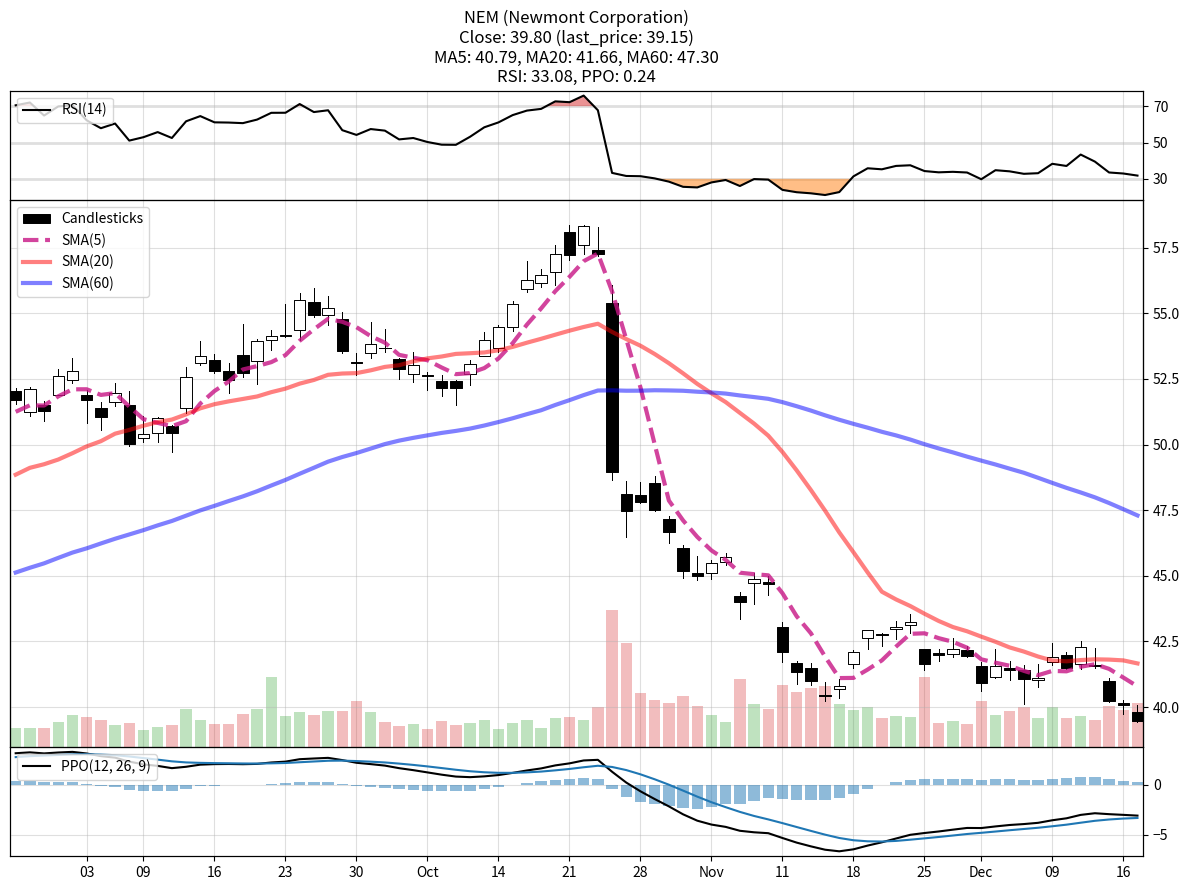 NEM (Newmont Corporation)
Close: 39.80 (last_price: 39.15)
MA5: 40.79, MA20: 41.66, MA60: 47.30
RSI: 33.08, PPO: 0.24
RSI(14)
70
50
30
Candlesticks
SMA(5)
SMA(20)
SMA(60)
57.5
55.0
52.5
50.0
47.5
45.0
42.5
40.0
PPO(12, 26, 9)
0
−5
03 09 16 23 30 Oct 14 21 28 Nov 11 18 25 Dec 09 16